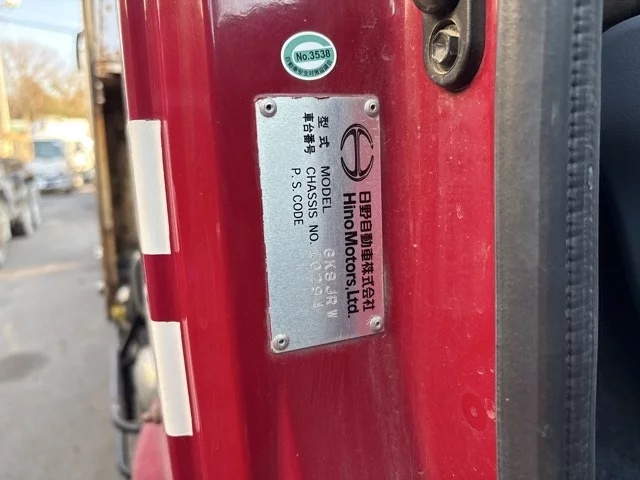 No.3538
日野自動車株式会社
Hino Motors, Ltd.
型式 MODEL GK8JRW
車台番号 CHASSIS NO.
P.S.CODE